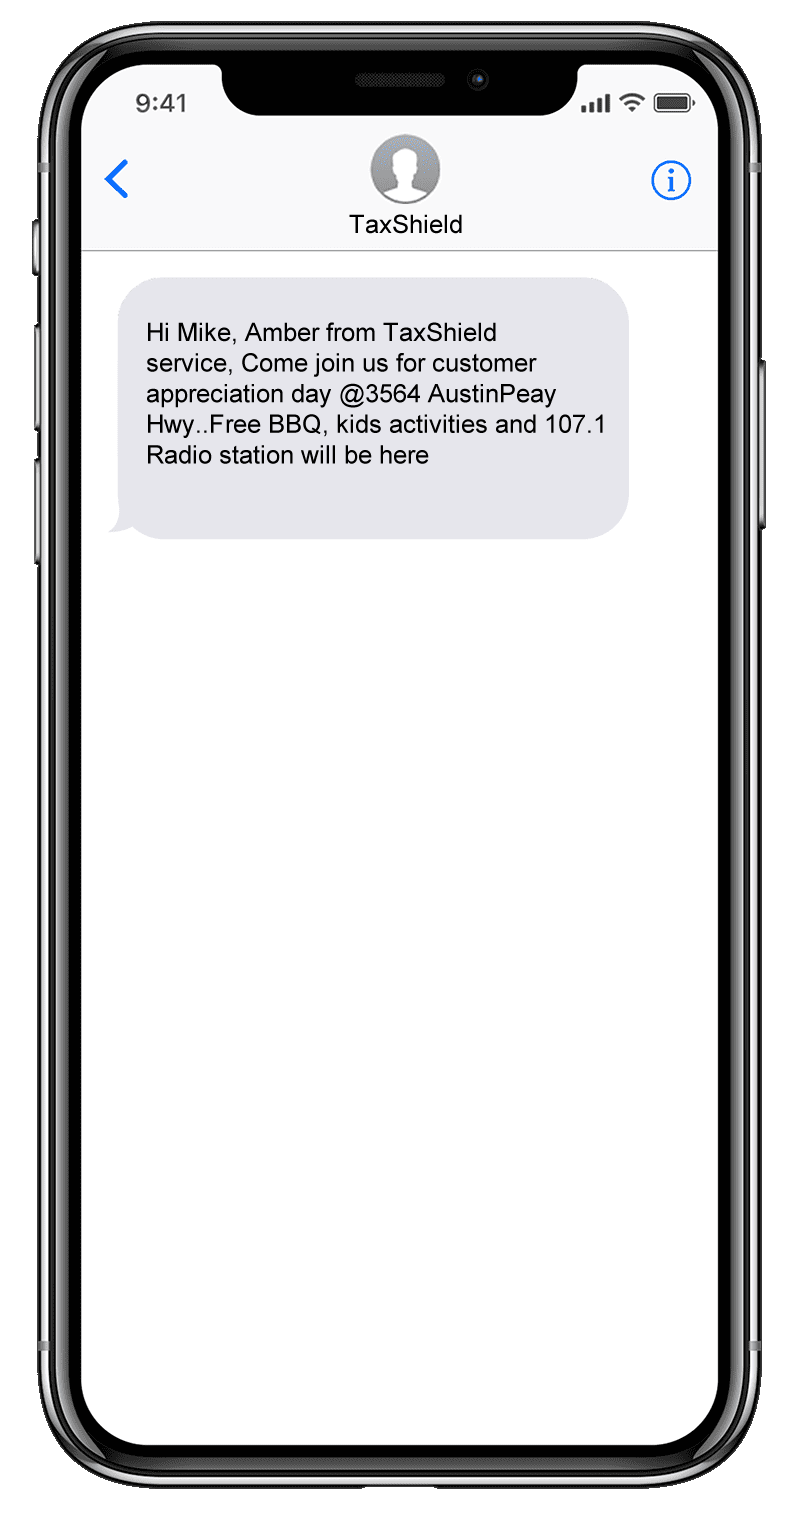 9:41
TaxShield
Hi Mike, Amber from TaxShield
service, Come join us for customer
appreciation day @3564 AustinPeay
Hwy..Free BBQ, kids activities and 107.1
Radio station will be here